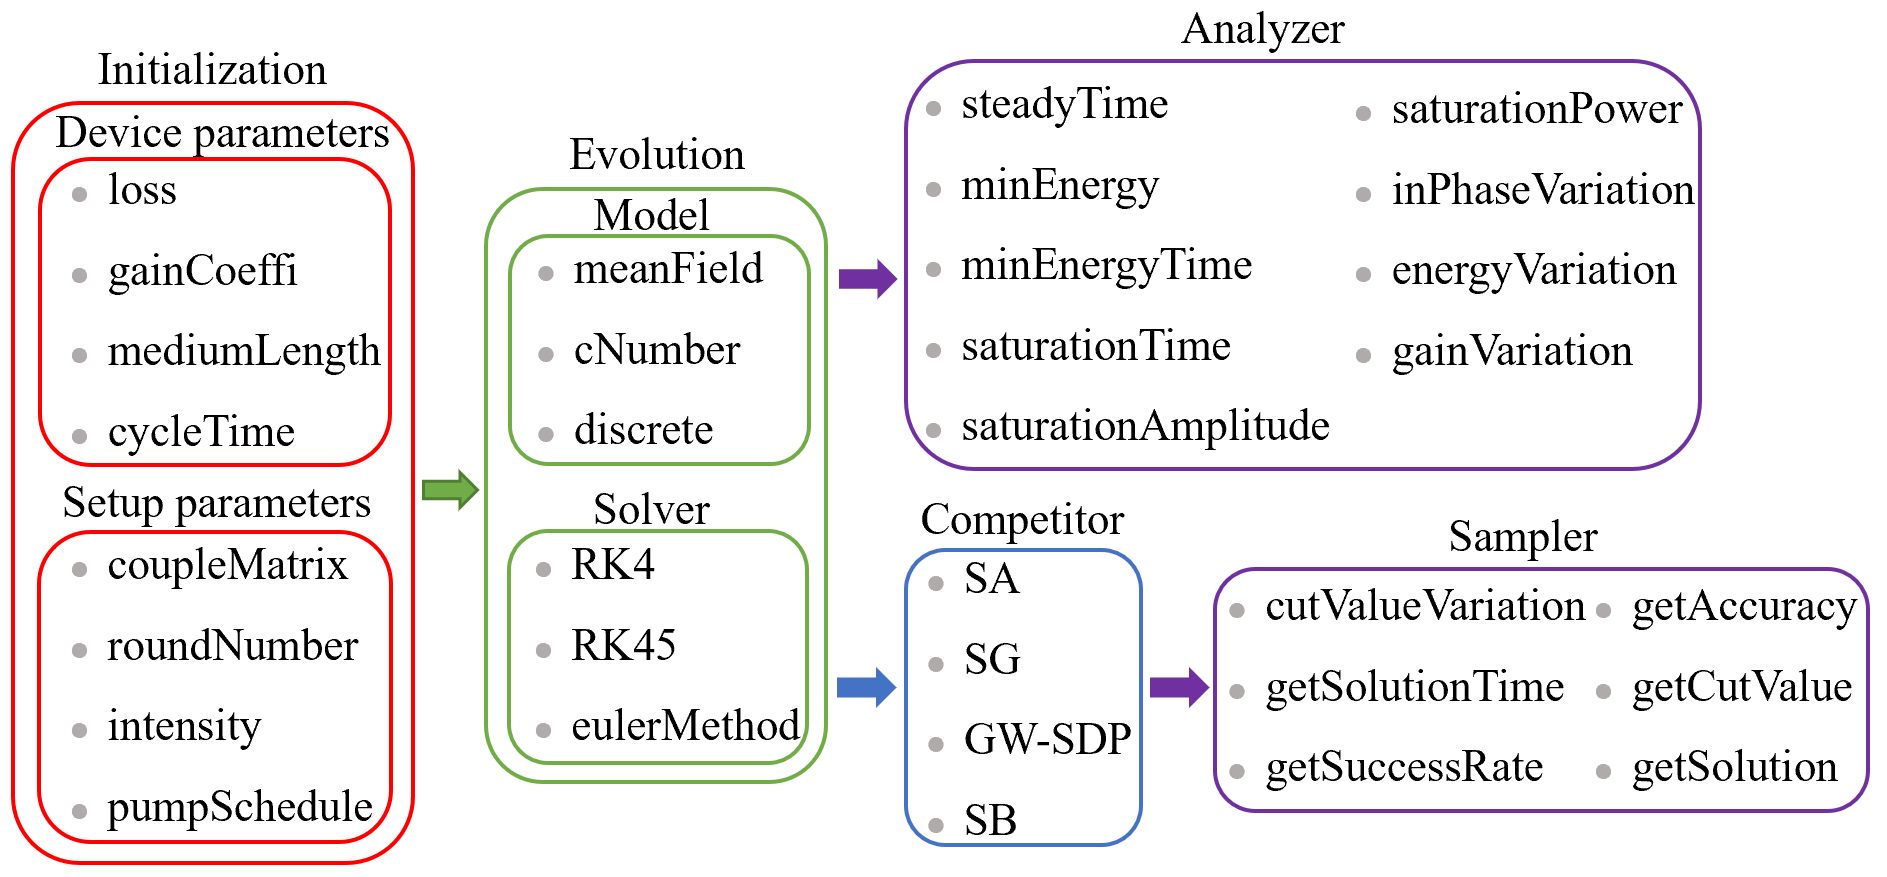 Initialization
Device parameters
loss
gainCoeffi
mediumLength
cycleTime
Setup parameters
coupleMatrix
roundNumber
intensity
pumpSchedule
Evolution
Model
meanField
cNumber
discrete
Solver
RK4
RK45
eulerMethod
Analyzer
steadyTime
minEnergy
minEnergyTime
saturationTime
saturationAmplitude
saturationPower
inPhaseVariation
energyVariation
gainVariation
Competitor
SA
SG
GW-SDP
SB
Sampler
cutValueVariation
getSolutionTime
getSuccessRate
getAccuracy
getCutValue
getSolution